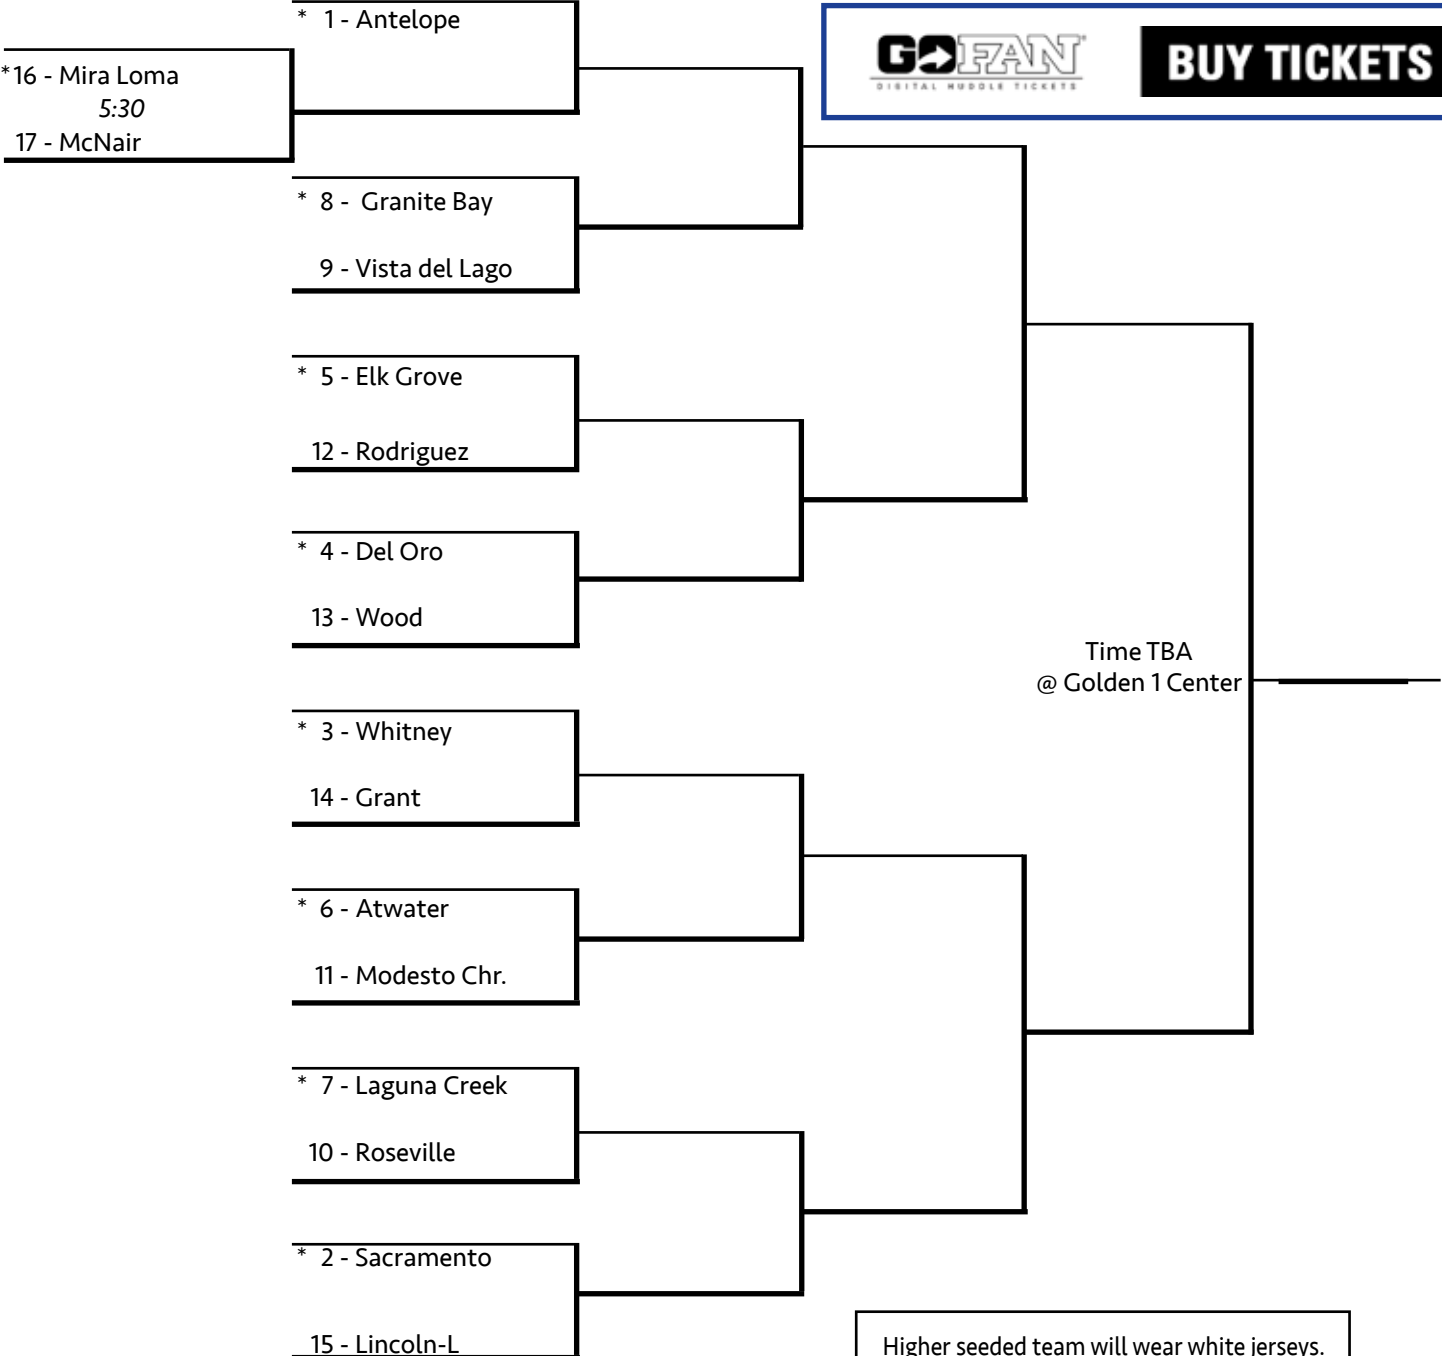 * 1 - Antelope
*16 - Mira Loma
5:30
17 - McNair
* 8 - Granite Bay
9 - Vista del Lago
* 5 - Elk Grove
12 - Rodriguez
* 4 - Del Oro
13 - Wood
* 3 - Whitney
14 - Grant
* 6 - Atwater
11 - Modesto Chr.
* 7 - Laguna Creek
10 - Roseville
* 2 - Sacramento
15 - Lincoln-L
GOFAN
DIGITAL HUDDLE TICKETS
BUY TICKETS
Time TBA
@ Golden 1 Center
Higher seeded team will wear white jerseys.